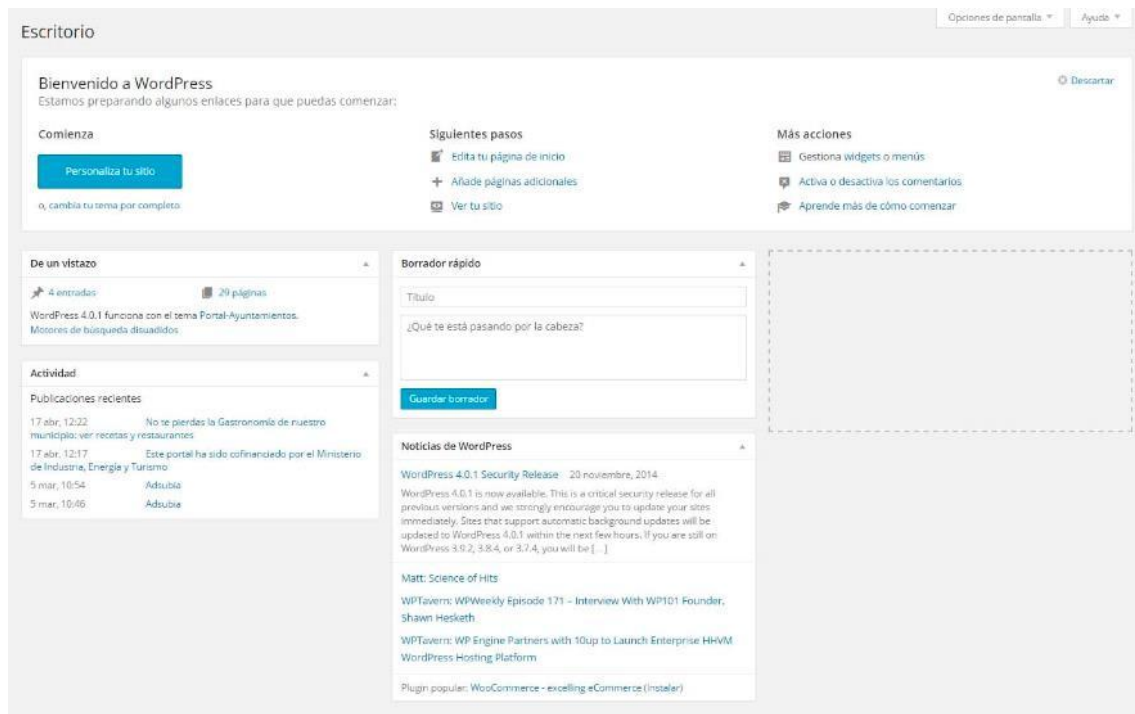 Opciones de pantalla
Ayuda
Escritorio
Bienvenido a WordPress
Estamos preparando algunos enlaces para que puedas comenzar:
Descartar
Comienza
Personaliza tu sitio
o, cambia tu tema por completo
Siguientes pasos
Edita tu página de inicio
Añade páginas adicionales
Ver tu sitio
Más acciones
Gestiona widgets o menús
Activa o desactiva los comentarios
Aprende más de cómo comenzar
De un vistazo
4 entradas
29 páginas
WordPress 4.0.1 funciona con el tema Portal-Ayuntamientos.
Motores de búsqueda disuadidos
Actividad
Publicaciones recientes
17 abr, 12:22 No te pierdas la Gastronomía de nuestro
municipio: ver recetas y restaurantes
17 abr, 12:17 Este portal ha sido cofinanciado por el Ministerio
de Industria, Energía y Turismo
5 mar, 10:54 Adsubia
5 mar, 10:46 Adsubia
Borrador rápido
Título
¿Qué te está pasando por la cabeza?
Guardar borrador
Noticias de WordPress
WordPress 4.0.1 Security Release 20 noviembre, 2014
WordPress 4.0.1 is now available. This is a critical security release for all
previous versions and we strongly encourage you to update your sites
immediately. Sites that support automatic background updates will be
updated to WordPress 4.0.1 within the next few hours. If you are still on
WordPress 3.9.2, 3.8.4, or 3.7.4, you will be […]
Matt: Science of Hits
WPTavern: WPWeekly Episode 171 – Interview With WP101 Founder,
Shawn Hesketh
WPTavern: WP Engine Partners with 10up to Launch Enterprise HHVM
WordPress Hosting Platform
Plugin popular: WooCommerce - excelling eCommerce (Instalar)